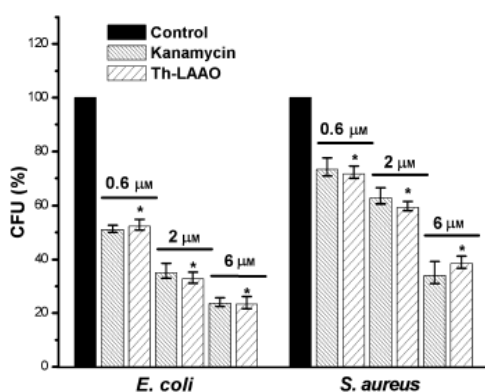 Control
Kanamycin
Th-LAAO
CFU (%)
120
100
80
60
40
20
0
0.6 μM
*
2 μM
*
6 μM
*
0.6 μM
*
2 μM
*
6 μM
*
E. coli
S. aureus